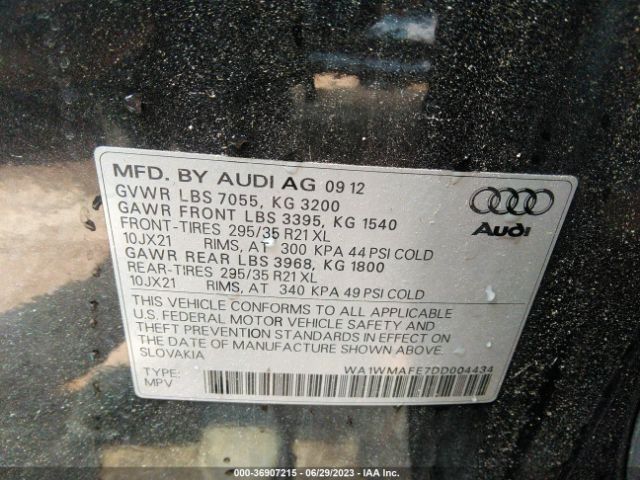 MFD. BY AUDI AG 09 12
GVWR LBS 7055, KG 3200
GAWR FRONT LBS 3395, KG 1540
FRONT-TIRES 295/35 R21 XL
10JX21 RIMS, AT 300 KPA 44 PSI COLD
GAWR REAR LBS 3968, KG 1800
REAR-TIRES 295/35 R21 XL
10JX21 RIMS, AT 340 KPA 49 PSI COLD
Audi
THIS VEHICLE CONFORMS TO ALL APPLICABLE
U.S. FEDERAL MOTOR VEHICLE SAFETY AND
THEFT PREVENTION STANDARDS IN EFFECT ON
THE DATE OF MANUFACTURE SHOWN ABOVE.
SLOVAKIA
TYPE:
MPV
WA1WMAFE7DD004434
000-36907215 - 06/29/2023 - IAA Inc.